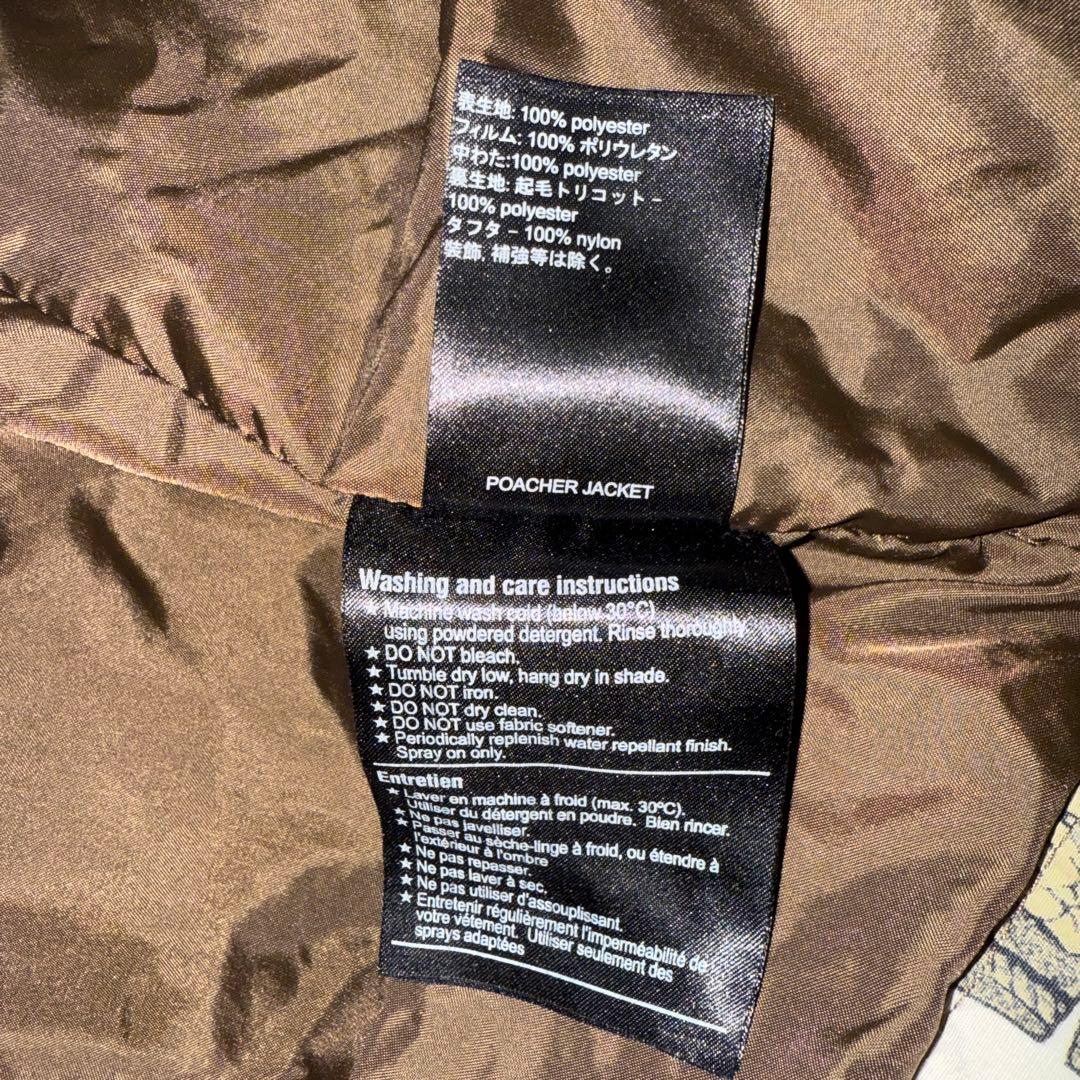 表生地: 100% polyester
フィルム: 100% ポリウレタン
中わた:100% polyester
裏生地: 起毛トリコット –
100% polyester
タフタ – 100% nylon
装飾, 補強等は除く。
POACHER JACKET
Washing and care instructions
★ Machine wash cold (below 30°C)
using powdered detergent. Rinse thoroughly.
★ DO NOT bleach.
★ Tumble dry low, hang dry in shade.
★ DO NOT iron.
★ DO NOT dry clean.
★ DO NOT use fabric softener.
★ Periodically replenish water repellant finish.
Spray on only.
Entretien
★ Laver en machine à froid (max. 30ºC).
Utiliser du détergent en poudre. Bien rincer.
★ Ne pas javelliser.
★ Passer au sèche-linge à froid, ou étendre à
l'extérieur à l'ombre
★ Ne pas repasser.
★ Ne pas laver à sec.
★ Ne pas utiliser d'assouplissant.
★ Entretenir régulièrement l'imperméabilité de
votre vêtement. Utiliser seulement des
sprays adaptées